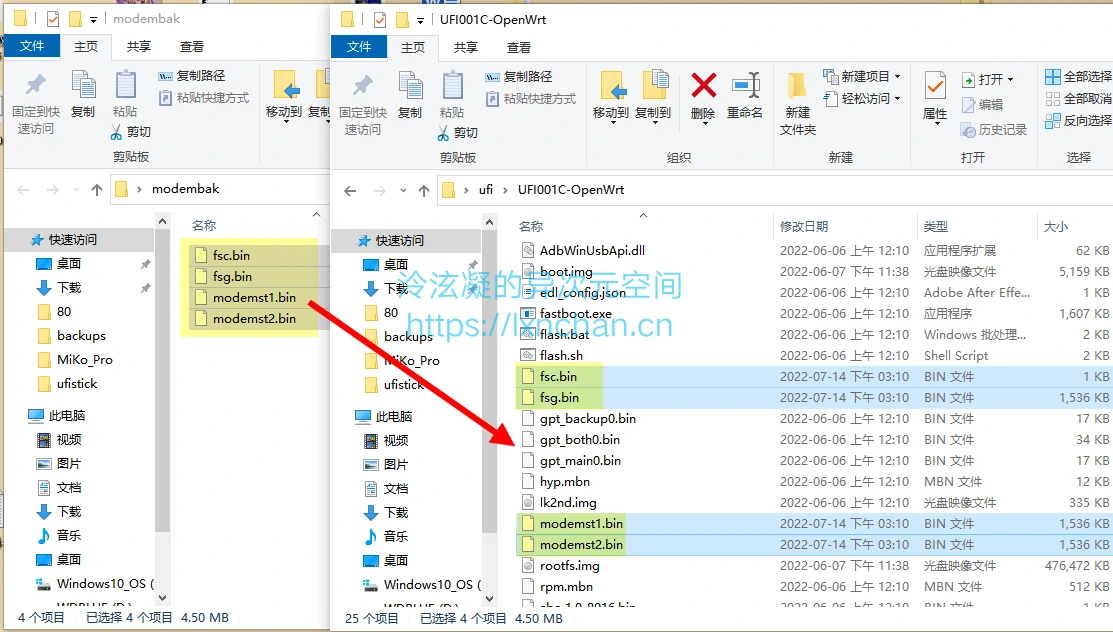 modembak
文件
主页
共享
查看
固定到快速访问
复制
粘贴
复制路径
粘贴快捷方式
剪切
移动到
复制
剪贴板
modembak
名称
快速访问
桌面
下载
80
backups
MiKo_Pro
ufistick
此电脑
视频
图片
文档
下载
音乐
桌面
Windows10_OS (
fsc.bin
fsg.bin
modemst1.bin
modemst2.bin
4 个项目
已选择 4 个项目
4.50 MB
UFI001C-OpenWrt
文件
主页
共享
查看
固定到快速访问
复制
粘贴
复制路径
粘贴快捷方式
剪切
剪贴板
移动到
复制到
删除
重命名
组织
新建文件夹
新建项目
轻松访问
新建
属性
打开
编辑
历史记录
打开
全部选择
全部取消
反向选择
选择
ufi
UFI001C-OpenWrt
快速访问
桌面
下载
80
backups
MiKo_Pro
ufistick
此电脑
视频
图片
文档
下载
音乐
桌面
Windows10_OS (
名称 修改日期 类型 大小
AdbWinUsbApi.dll 2022-06-06 上午 12:10 应用程序扩展 62 KB
boot.img 2022-06-07 下午 11:38 光盘映像文件 5,159 KB
edl_config.json 2022-06-06 上午 12:10 Adobe After Effe... 1 KB
fastboot.exe 2022-06-06 上午 12:10 应用程序 1,607 KB
flash.bat 2022-06-06 上午 12:10 Windows 批处理... 2 KB
flash.sh 2022-06-06 上午 12:10 Shell Script 2 KB
fsc.bin 2022-07-14 下午 03:10 BIN 文件 1 KB
fsg.bin 2022-07-14 下午 03:10 BIN 文件 1,536 KB
gpt_backup0.bin 2022-06-06 上午 12:10 BIN 文件 17 KB
gpt_both0.bin 2022-06-06 上午 12:10 BIN 文件 34 KB
gpt_main0.bin 2022-06-06 上午 12:10 BIN 文件 17 KB
hyp.mbn 2022-06-06 上午 12:10 MBN 文件 12 KB
lk2nd.img 2022-06-06 上午 12:10 光盘映像文件 335 KB
modemst1.bin 2022-07-14 下午 03:10 BIN 文件 1,536 KB
modemst2.bin 2022-07-14 下午 03:10 BIN 文件 1,536 KB
rootfs.img 2022-06-07 下午 11:38 光盘映像文件 476,472 KB
rpm.mbn 2022-06-06 上午 12:10 MBN 文件 512 KB
25 个项目
已选择 4 个项目
4.50 MB
冷泫凝的异次元空间
https://lxnchan.cn